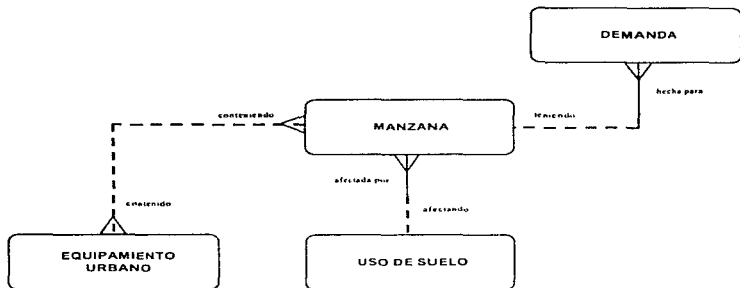 DEMANDA
hecha para
conteniendo
MANZANA
teniendo
afectada por
contenido
afectando
EQUIPAMIENTO
URBANO
USO DE SUELO